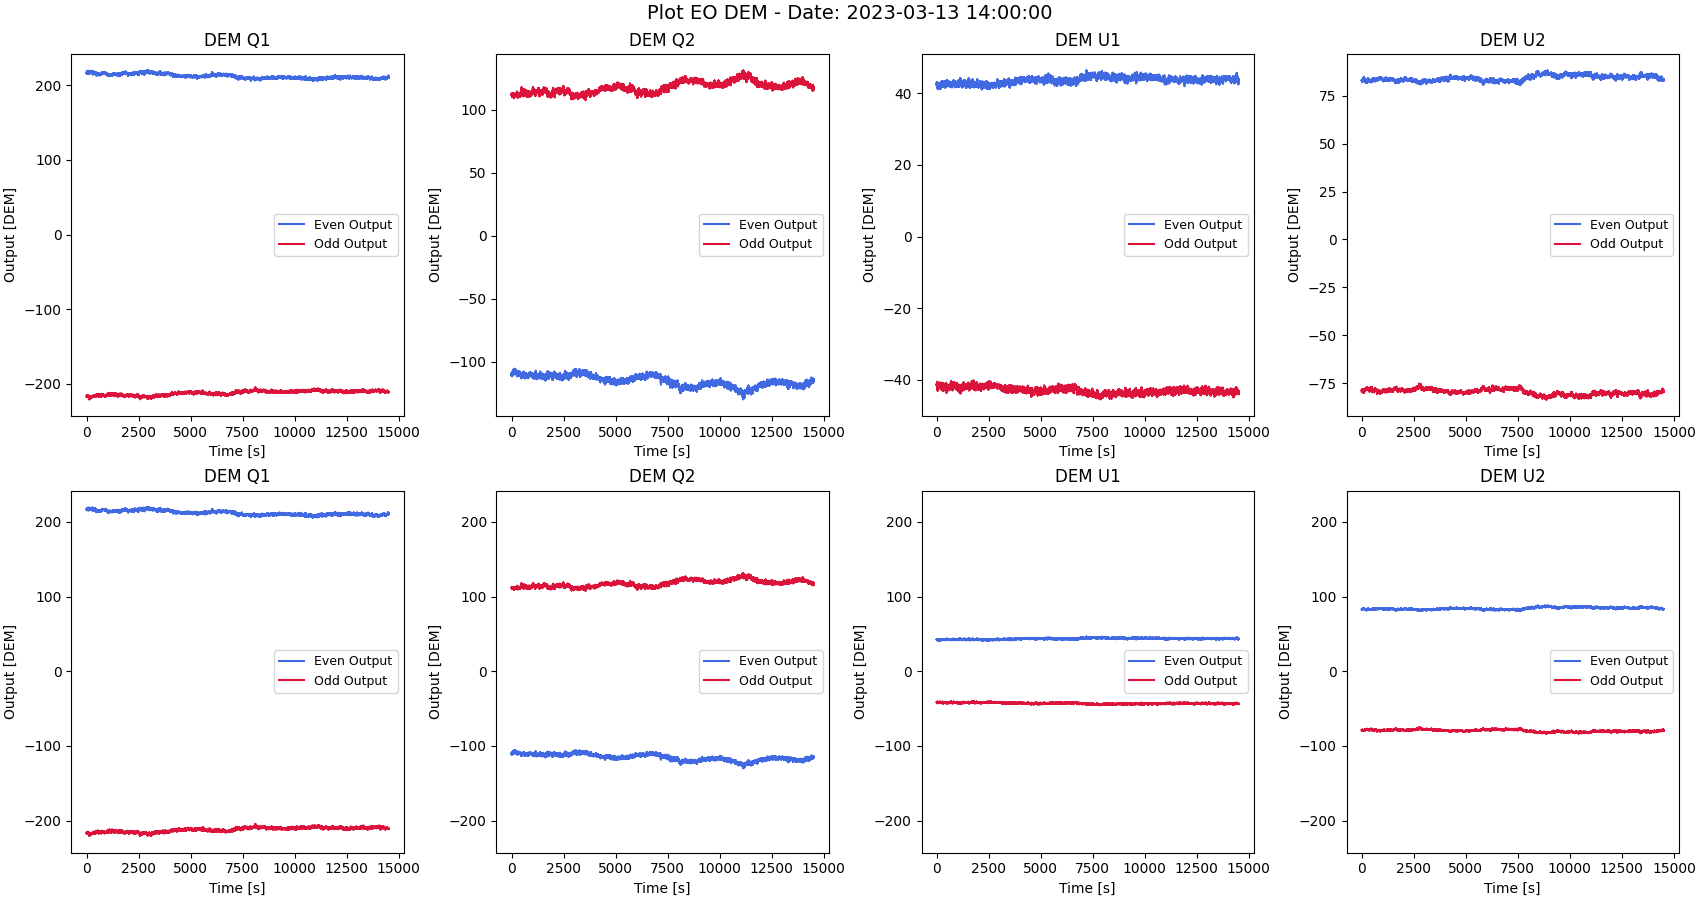 Plot EO DEM - Date: 2023-03-13 14:00:00
DEM Q1
DEM Q2
DEM U1
DEM U2
Output [DEM]
200
100
0
−100
−200
Even Output
Odd Output
0 2500 5000 7500 10000 12500 15000
Time [s]
Output [DEM]
100
50
0
−50
−100
Even Output
Odd Output
0 2500 5000 7500 10000 12500 15000
Time [s]
Output [DEM]
40
20
0
−20
−40
Even Output
Odd Output
0 2500 5000 7500 10000 12500 15000
Time [s]
Output [DEM]
75
50
25
0
−25
−50
−75
Even Output
Odd Output
0 2500 5000 7500 10000 12500 15000
Time [s]
DEM Q1
DEM Q2
DEM U1
DEM U2
Output [DEM]
200
100
0
−100
−200
Even Output
Odd Output
0 2500 5000 7500 10000 12500 15000
Time [s]
Output [DEM]
200
100
0
−100
−200
Even Output
Odd Output
0 2500 5000 7500 10000 12500 15000
Time [s]
Output [DEM]
200
100
0
−100
−200
Even Output
Odd Output
0 2500 5000 7500 10000 12500 15000
Time [s]
Output [DEM]
200
100
0
−100
−200
Even Output
Odd Output
0 2500 5000 7500 10000 12500 15000
Time [s]